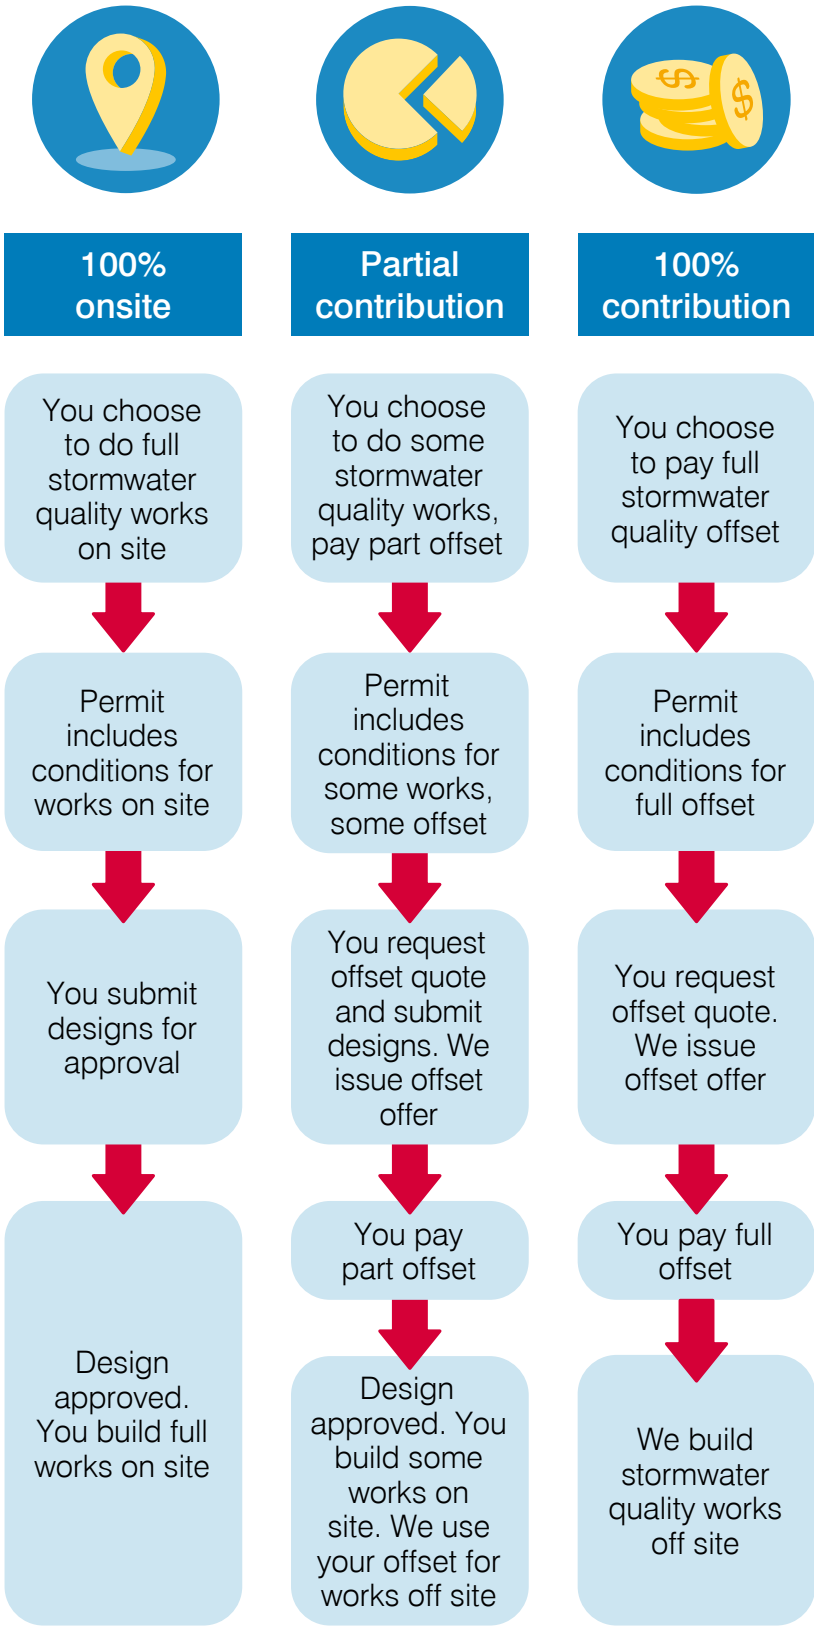 100%
onsite
You choose
to do full
stormwater
quality works
on site
Permit
includes
conditions for
works on site
You submit
designs for
approval
Design
approved.
You build full
works on site
Partial
contribution
You choose
to do some
stormwater
quality works,
pay part offset
Permit
includes
conditions for
some works,
some offset
You request
offset quote
and submit
designs. We
issue offset
offer
You pay
part offset
Design
approved. You
build some
works on
site. We use
your offset for
works off site
$
$
100%
contribution
You choose
to pay full
stormwater
quality offset
Permit
includes
conditions for
full offset
You request
offset quote.
We issue
offset offer
You pay full
offset
We build
stormwater
quality works
off site